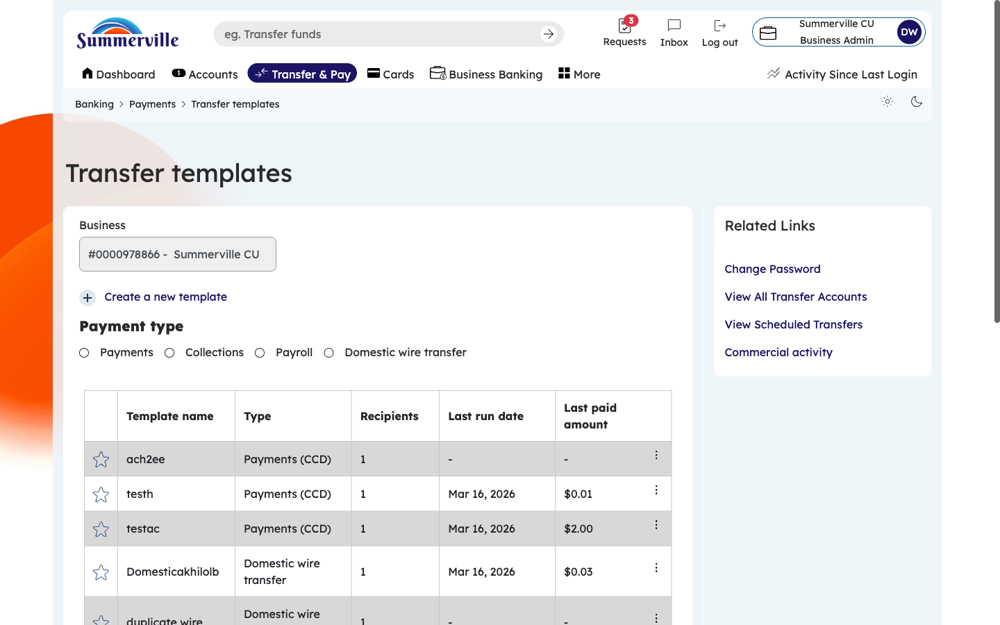 Summerville
eg. Transfer funds
3
Requests
Inbox
Log out
Summerville CU
Business Admin
DW
Dashboard
Accounts
Transfer & Pay
Cards
Business Banking
More
Activity Since Last Login
Banking > Payments > Transfer templates
Transfer templates
Business
#0000978866 - Summerville CU
+ Create a new template
Payment type
Payments Collections Payroll Domestic wire transfer
Template name Type Recipients Last run date Last paid
amount
ach2ee Payments (CCD) 1 - -
testh Payments (CCD) 1 Mar 16, 2026 $0.01
testac Payments (CCD) 1 Mar 16, 2026 $2.00
Domesticakhilolb Domestic wire
transfer 1 Mar 16, 2026 $0.03
duplicate wire Domestic wire
1 - -
Related Links
Change Password
View All Transfer Accounts
View Scheduled Transfers
Commercial activity